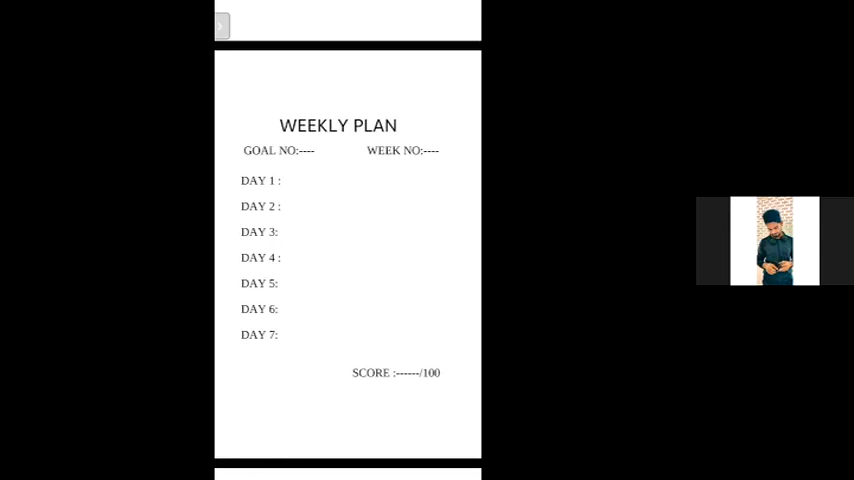 WEEKLY PLAN
GOAL NO:---- WEEK NO:----
DAY 1 :
DAY 2 :
DAY 3:
DAY 4 :
DAY 5:
DAY 6:
DAY 7:
SCORE :------/100